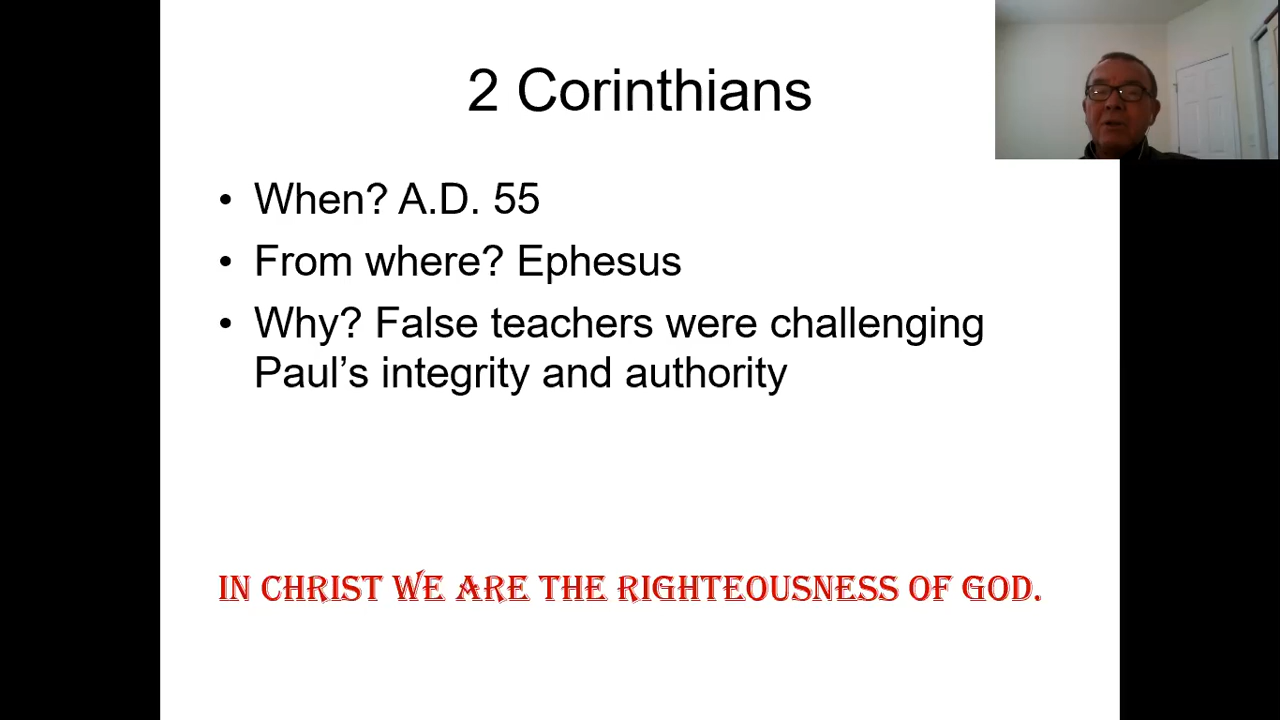 2 Corinthians
• When? A.D. 55
• From where? Ephesus
• Why? False teachers were challenging
Paul’s integrity and authority
IN CHRIST WE ARE THE RIGHTEOUSNESS OF GOD.